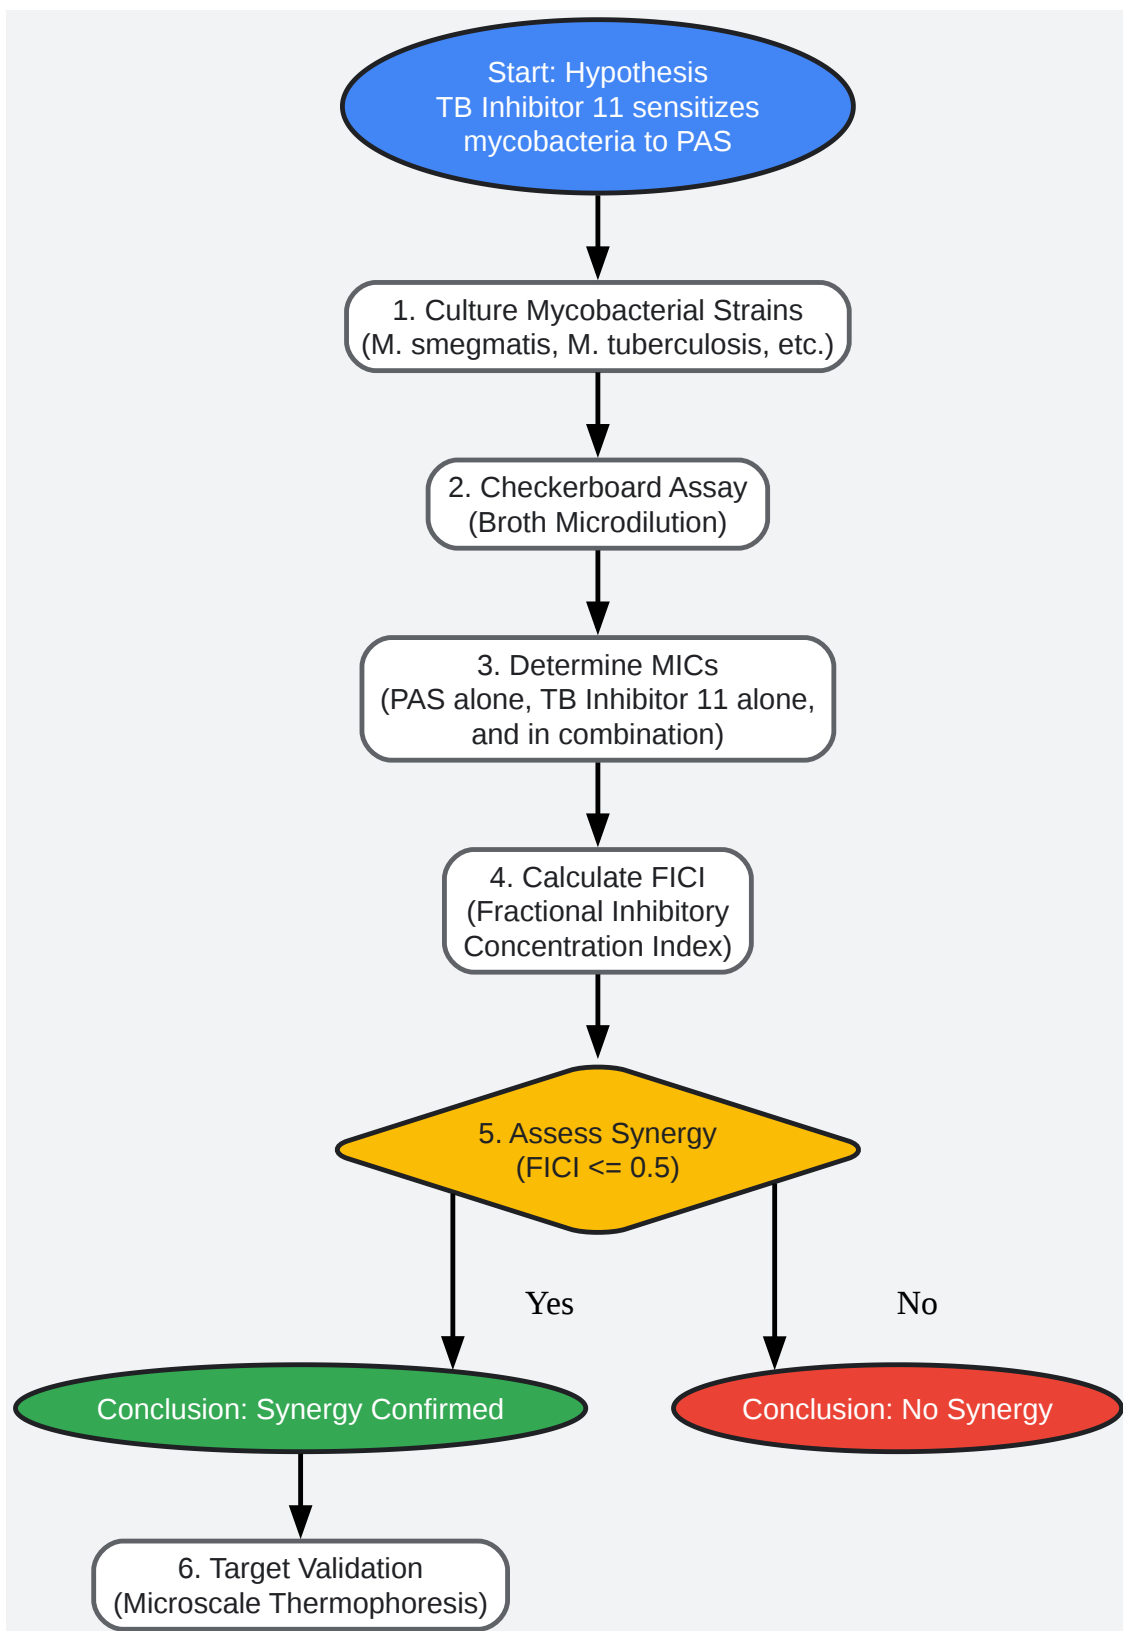 Start: Hypothesis
TB Inhibitor 11 sensitizes
mycobacteria to PAS
1. Culture Mycobacterial Strains
(M. smegmatis, M. tuberculosis, etc.)
2. Checkerboard Assay
(Broth Microdilution)
3. Determine MICs
(PAS alone, TB Inhibitor 11 alone,
and in combination)
4. Calculate FICI
(Fractional Inhibitory
Concentration Index)
5. Assess Synergy
(FICI <= 0.5)
Yes
No
Conclusion: Synergy Confirmed
Conclusion: No Synergy
6. Target Validation
(Microscale Thermophoresis)